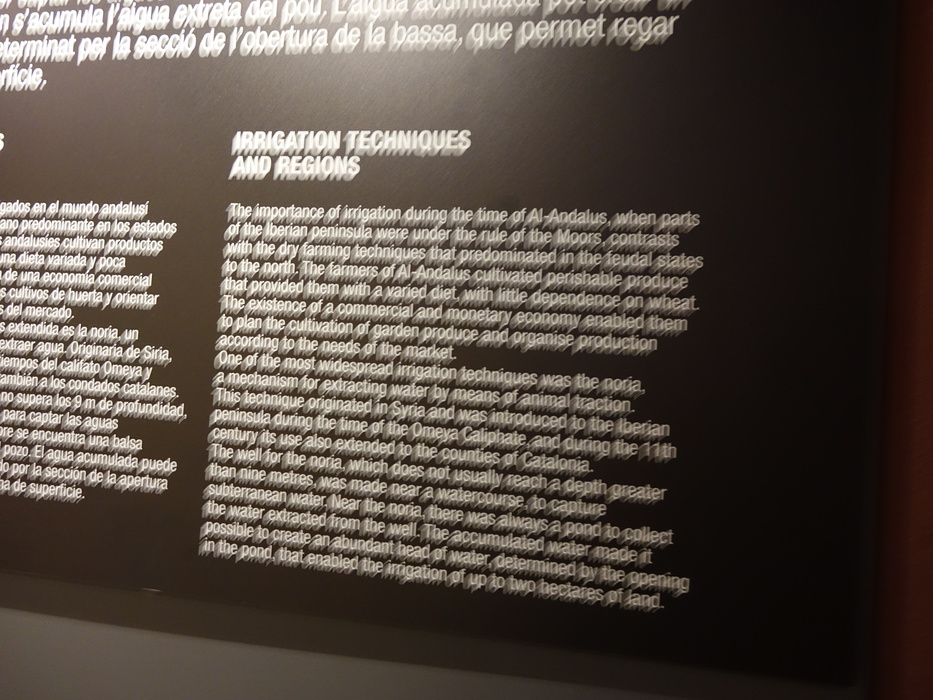 n s'acumula l'aigua extreta del pou. L'aigua acumulada
determinat per la secció de l'obertura de la bassa, que permet regar
rfície.
S
IRRIGATION TECHNIQUES
AND REGIONS
gados en el mundo andalusí
ano predominante en los estados
s andalusíes cultivan productos
una dieta variada y poca
de una economía comercial
s cultivos de huerta y orientar
s del mercado.
s extendida es la noria, un
extraer agua. Originaria de Siria,
tiempos del califato Omeya y
también a los condados catalanes.
no supera los 9 m de profundidad,
para captar las aguas
pre se encuentra una balsa
pozo. El agua acumulada puede
do por la sección de la apertura
na de superficie.
The importance of irrigation during the time of Al-Andalus, when parts
of the Iberian peninsula were under the rule of the Moors, contrasts
with the dry farming techniques that predominated in the feudal states
to the north. The farmers of Al-Andalus cultivated perishable produce
that provided them with a varied diet, with little dependence on wheat.
The existence of a commercial and monetary economy enabled them
to plan the cultivation of garden produce and organise production
according to the needs of the market.
One of the most widespread irrigation techniques was the noria,
a mechanism for extracting water by means of animal traction.
This technique originated in Syria and was introduced to the Iberian
peninsula during the time of the Omeya Caliphate, and during the 11th
century its use also extended to the counties of Catalonia.
The well for the noria, which does not usually reach a depth greater
than nine metres, was made near a watercourse, to capture
subterranean water. Near the noria, there was always a pond to collect
the water extracted from the well. The accumulated water made it
possible to create an abundant head of water, determined by the opening
in the pond, that enabled the irrigation of up to two hectares of land.